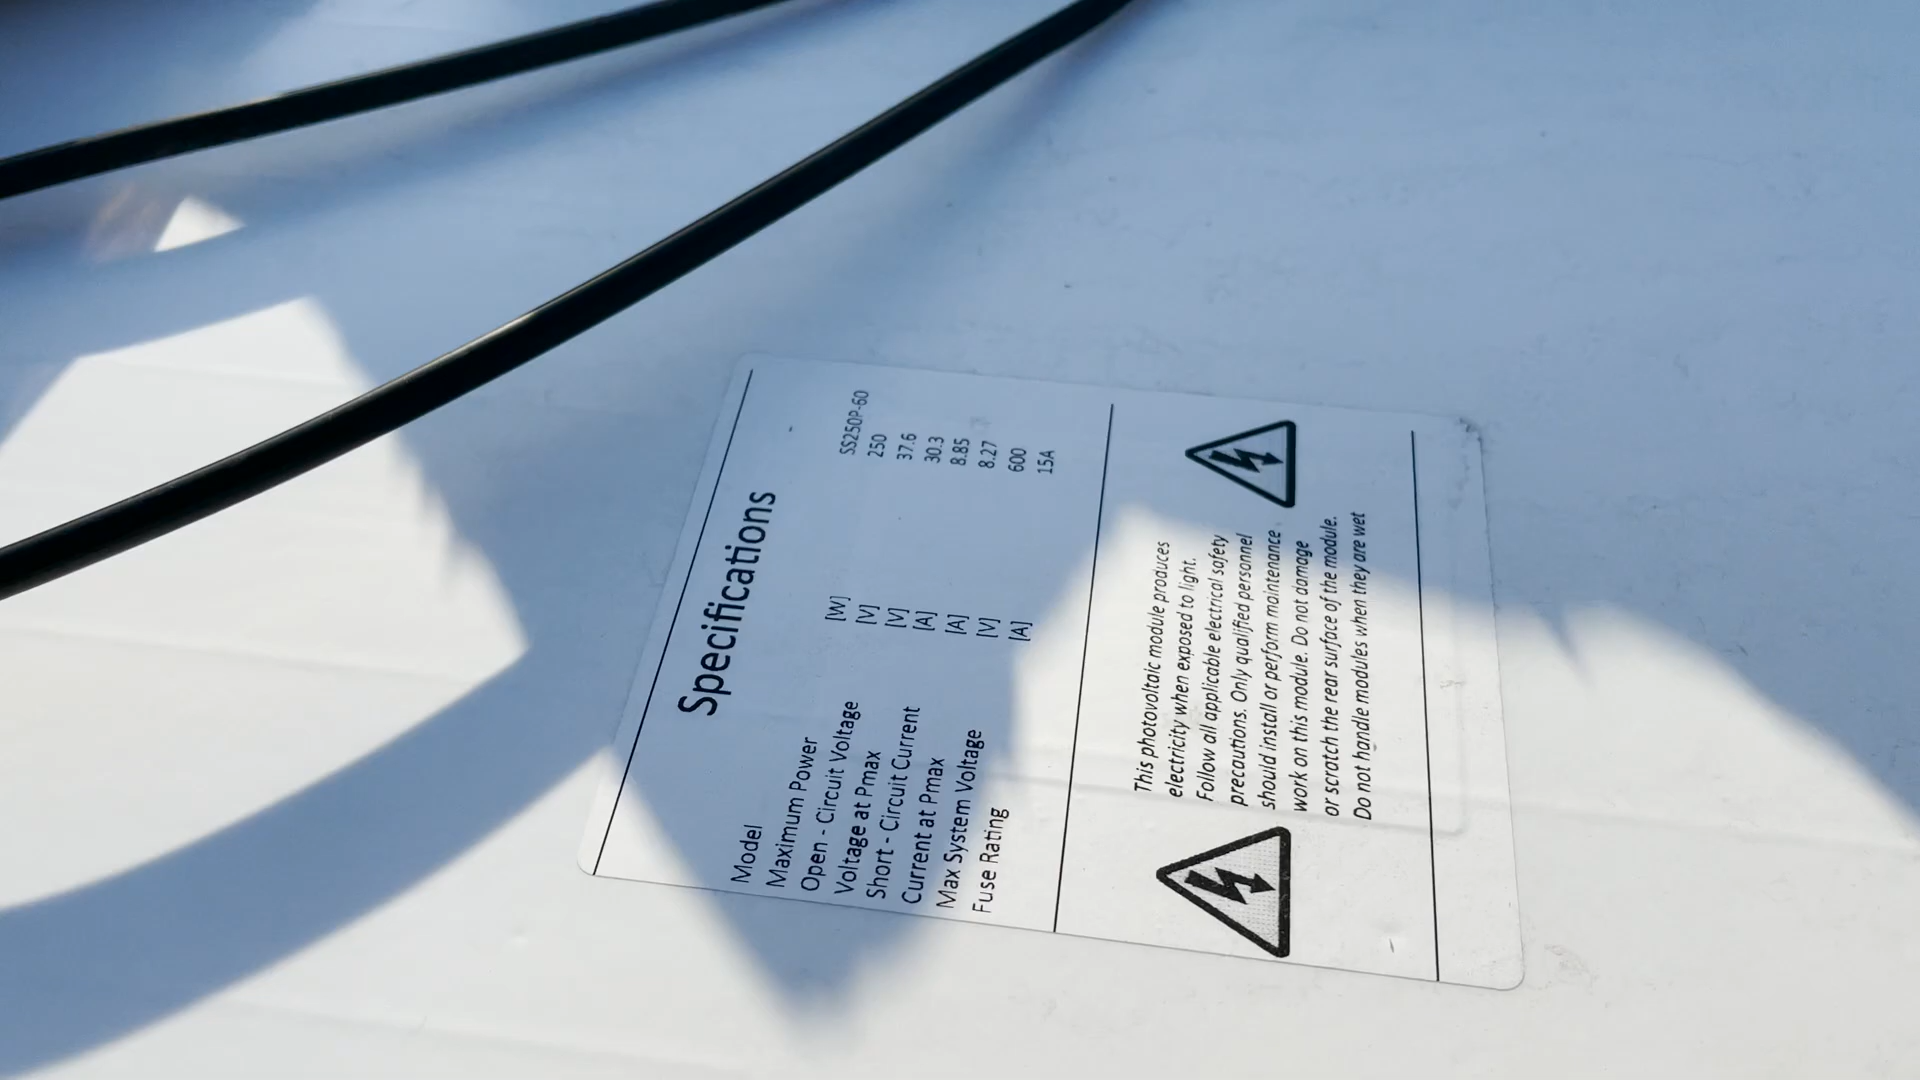 Specifications
Model SS250P-60
Maximum Power [W] 250
Open - Circuit Voltage [V] 37.6
Voltage at Pmax [V] 30.3
Short - Circuit Current [A] 8.85
Current at Pmax [A] 8.27
Max System Voltage [V] 600
Fuse Rating [A] 15A
This photovoltaic module produces
electricity when exposed to light.
Follow all applicable electrical safety
precautions. Only qualified personnel
should install or perform maintenance
work on this module. Do not damage
or scratch the rear surface of the module.
Do not handle modules when they are wet